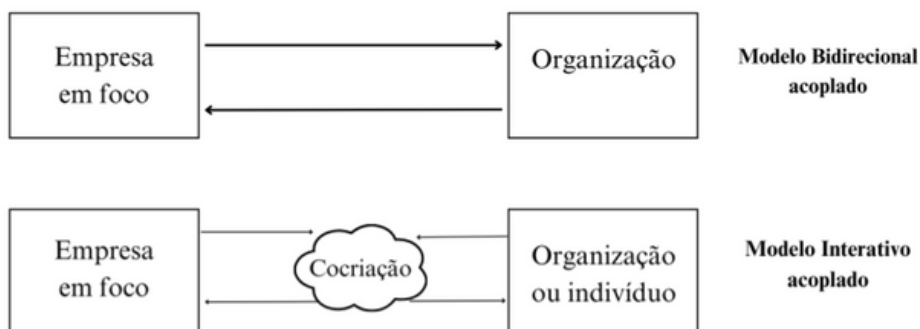 Empresa
em foco
Organização
Modelo Bidirecional
acoplado
Empresa
em foco
Cocriação
Organização
ou indivíduo
Modelo Interativo
acoplado